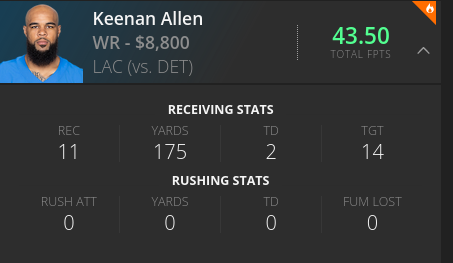 Keenan Allen
WR - $8,800
LAC (vs. DET)
43.50
TOTAL FPTS
RECEIVING STATS
REC YARDS TD TGT
11 175 2 14
RUSHING STATS
RUSH ATT YARDS TD FUM LOST
0 0 0 0